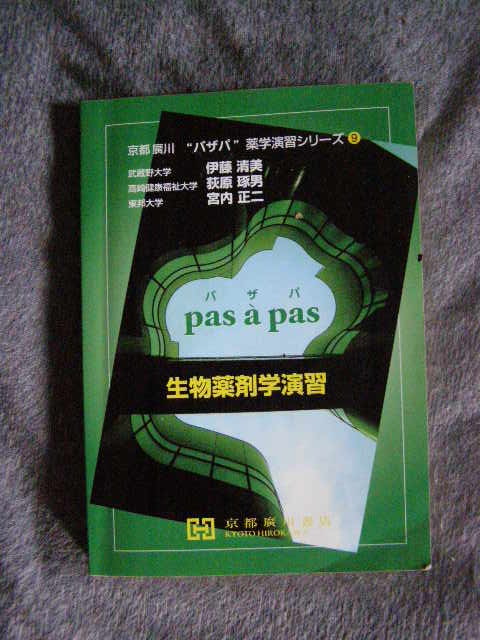 京都廣川 “パザパ” 薬学演習シリーズ 9
武蔵野大学 伊藤 清美
高崎健康福祉大学 荻原 琢男
東邦大学 宮内 正二
パ ザ パ
pas à pas
生物薬剤学演習
京都廣川書店
KYOTO HIROKAWA